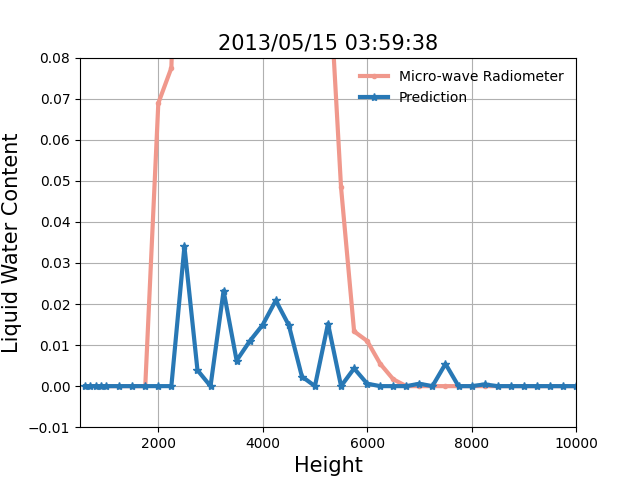 2013/05/15 03:59:38
Micro-wave Radiometer
Prediction
Liquid Water Content
0.08
0.07
0.06
0.05
0.04
0.03
0.02
0.01
0.00
−0.01
2000 4000 6000 8000 10000
Height